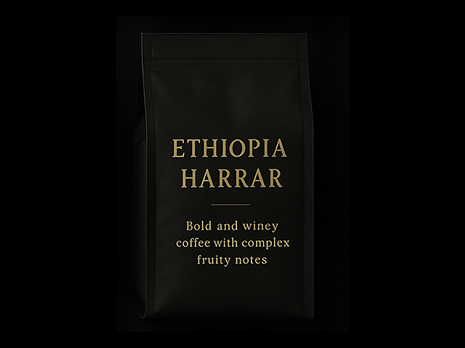 ETHIOPIA
HARRAR
Bold and winey
coffee with complex
fruity notes